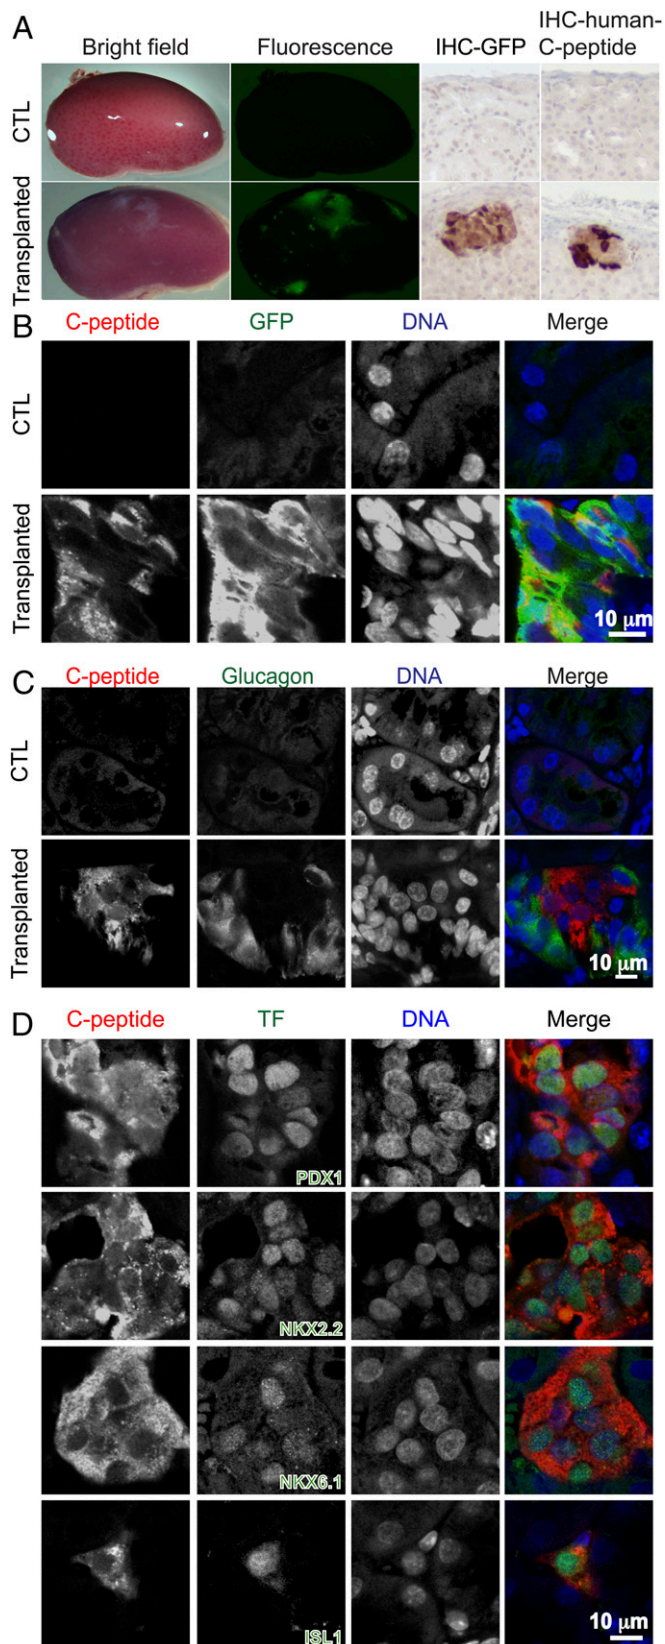 A
Bright field
Fluorescence
IHC-GFP
IHC-human-
C-peptide
CTL
Transplanted
B
C-peptide
GFP
DNA
Merge
CTL
Transplanted
10 μm
C
C-peptide
Glucagon
DNA
Merge
CTL
Transplanted
10 μm
D
C-peptide
TF
DNA
Merge
PDX1
NKX2.2
NKX6.1
ISL1
10 μm